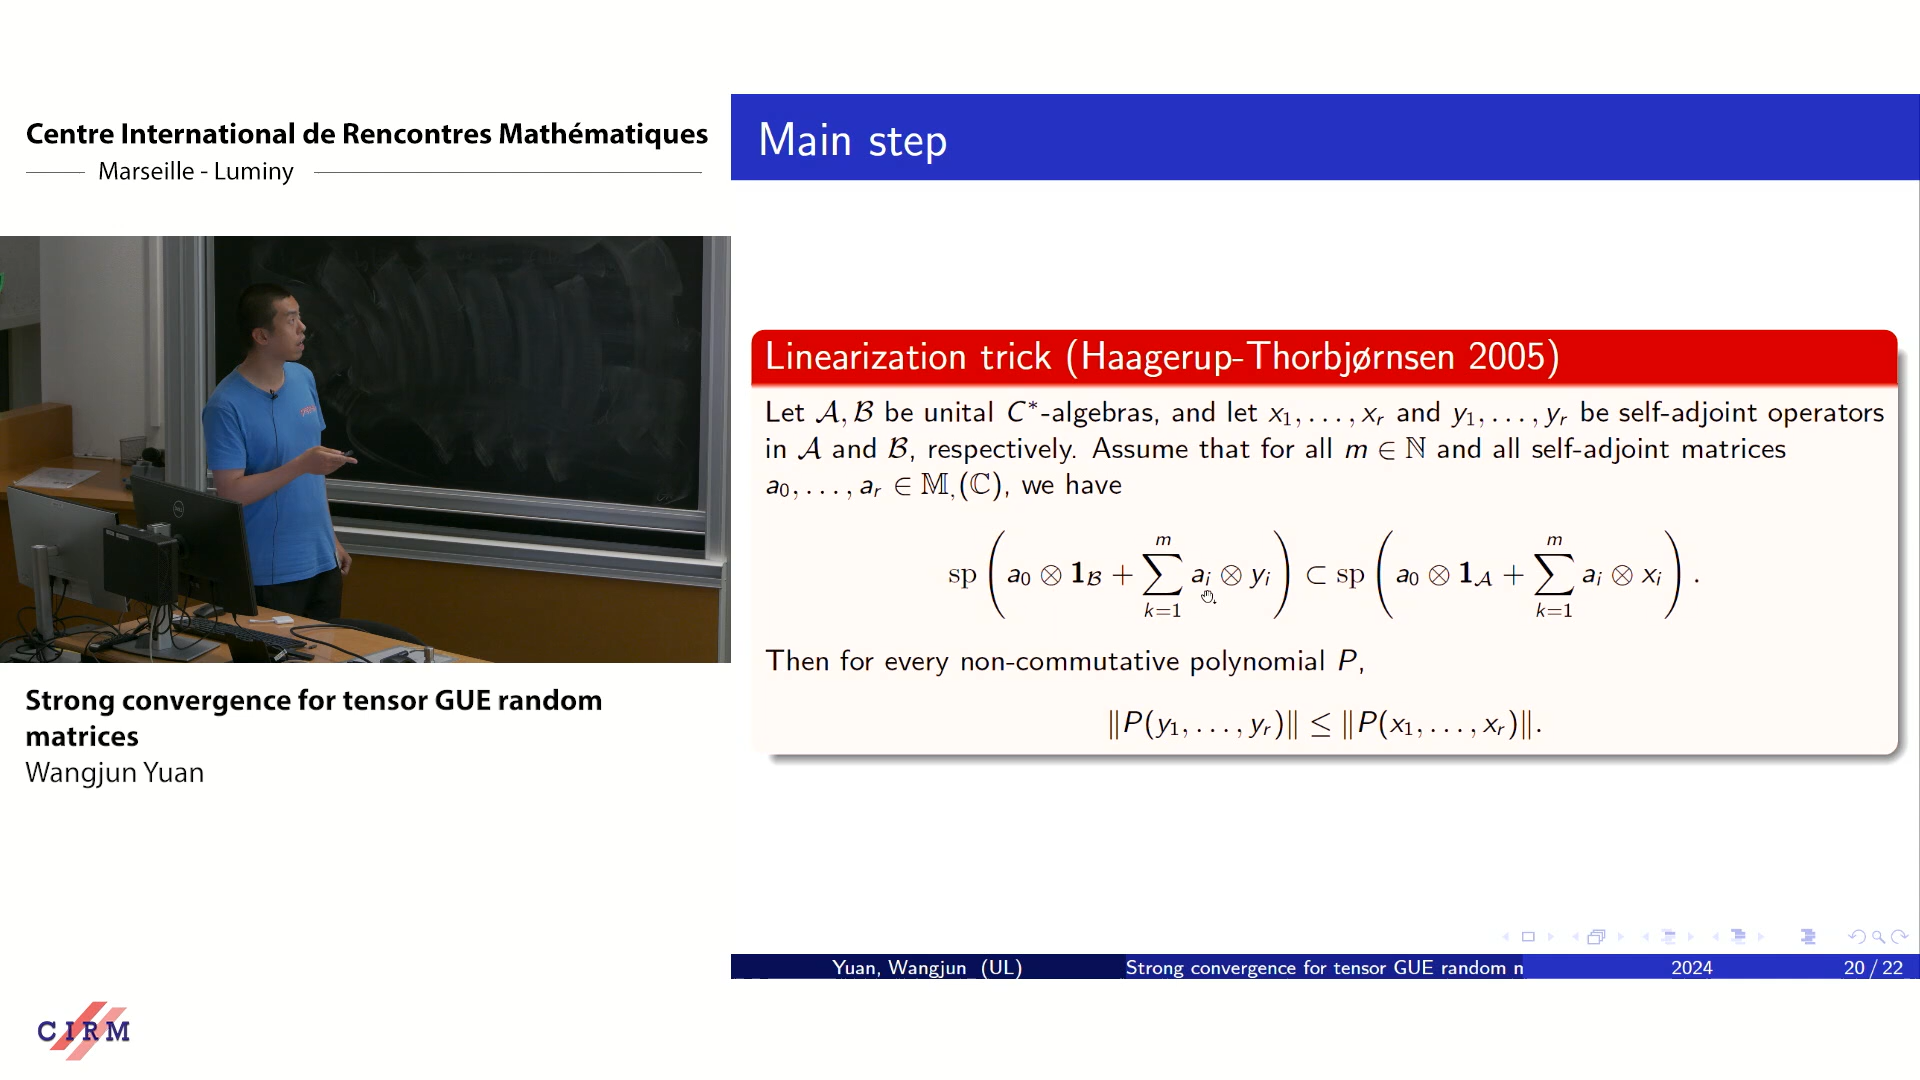 Centre International de Rencontres Mathématiques
Marseille - Luminy
Strong convergence for tensor GUE random
matrices
Wangjun Yuan
CIRM
Main step
Linearization trick (Haagerup-Thorbjørnsen 2005)
Let 𝒜, ℬ be unital C*-algebras, and let x₁, . . . , xᵣ and y₁, . . . , yᵣ be self-adjoint operators
in 𝒜 and ℬ, respectively. Assume that for all m ∈ ℕ and all self-adjoint matrices
a₀, . . . , aᵣ ∈ 𝕄,(ℂ), we have
sp ( a₀ ⊗ 1_ℬ + ∑_{k=1}^{m} aᵢ ⊗ yᵢ ) ⊂ sp ( a₀ ⊗ 1_𝒜 + ∑_{k=1}^{m} aᵢ ⊗ xᵢ ) .
Then for every non-commutative polynomial P,
‖P(y₁, . . . , yᵣ)‖ ≤ ‖P(x₁, . . . , xᵣ)‖.
Yuan, Wangjun (UL) Strong convergence for tensor GUE random m 2024 20 / 22